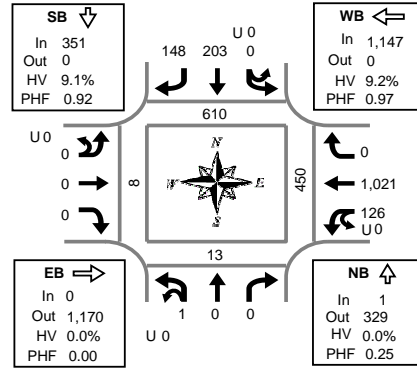 SB
In 351
Out 0
HV 9.1%
PHF 0.92
U 0
148 203 0
WB
In 1,147
Out 0
HV 9.2%
PHF 0.97
610
U 0
0
0
0
8
N
W E
S
450
0
1,021
126
U 0
13
EB
In 0
Out 1,170
HV 0.0%
PHF 0.00
1 0 0
U 0
NB
In 1
Out 329
HV 0.0%
PHF 0.25